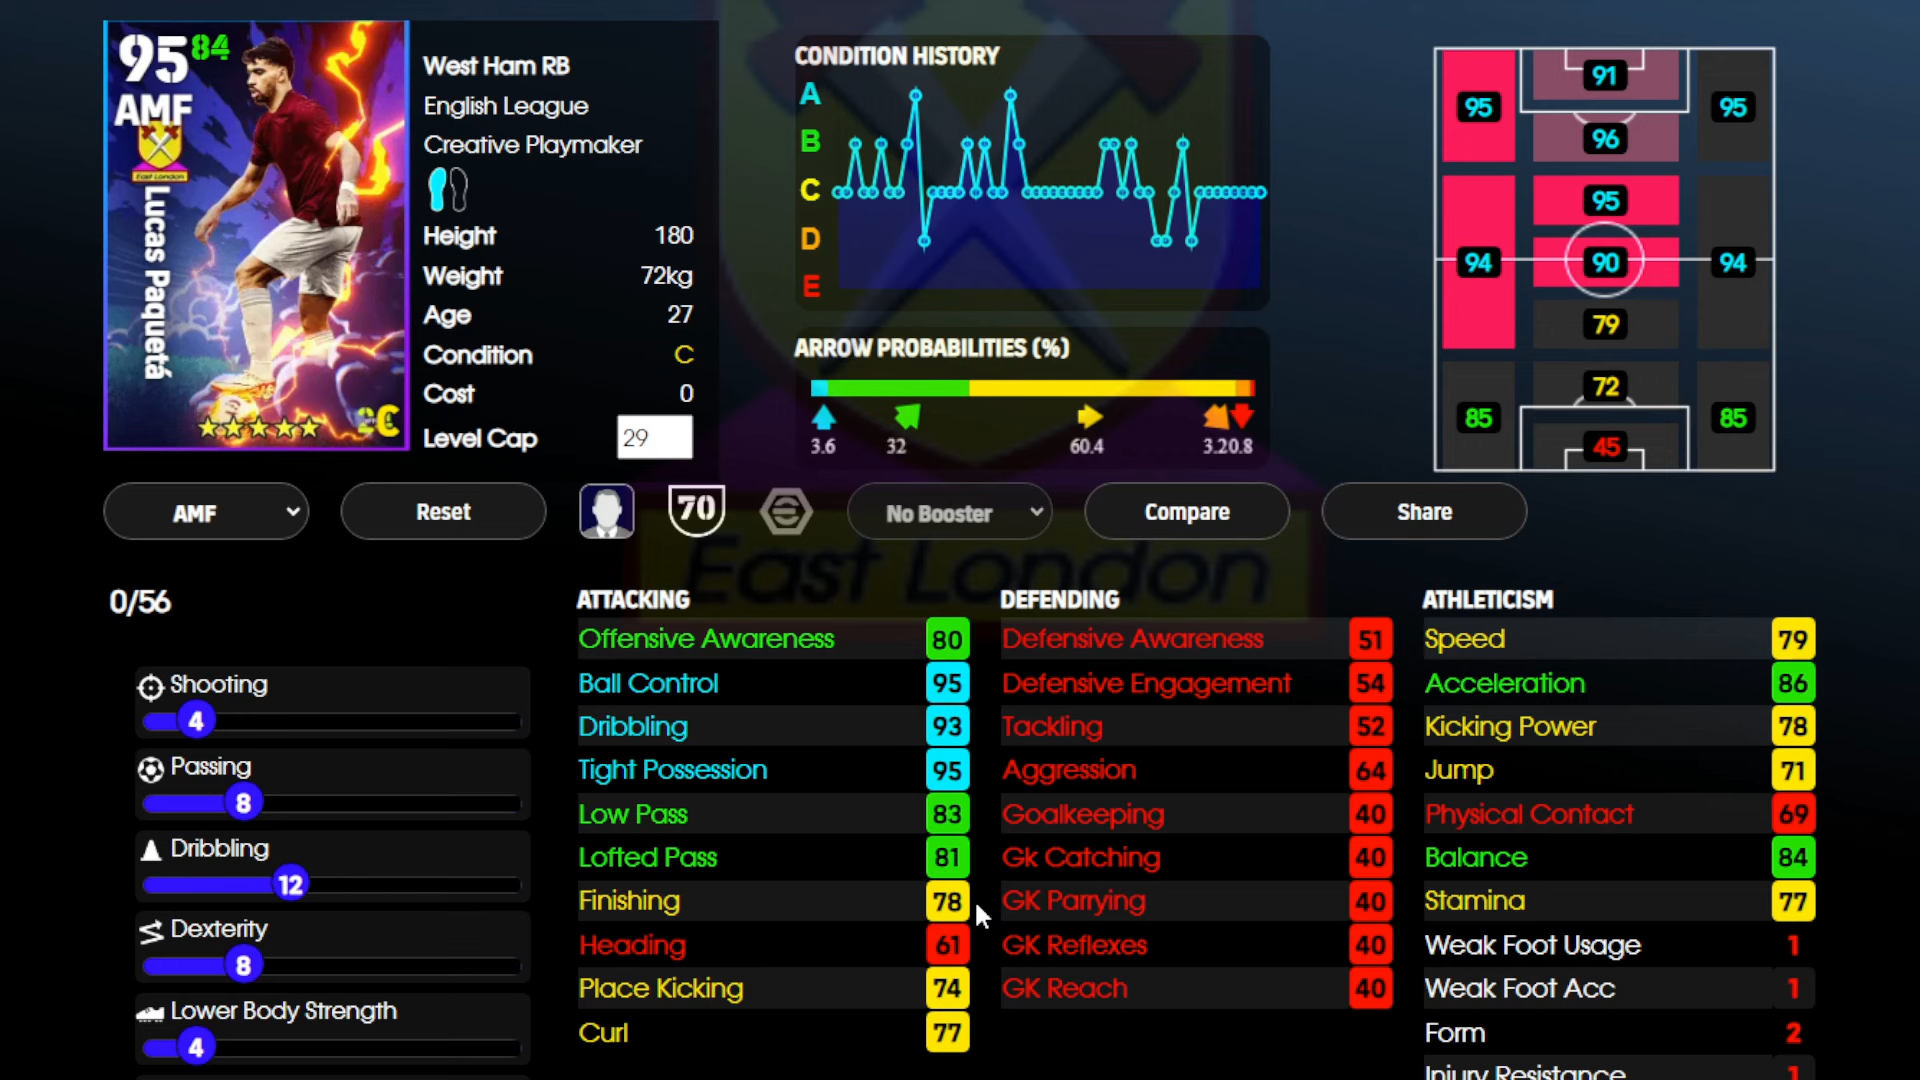 95 84
AMF
East London
Lucas Paquetá
West Ham RB
English League
Creative Playmaker
Height 180
Weight 72kg
Age 27
Condition C
Cost 0
Level Cap 29
CONDITION HISTORY
A
B
C
D
E
ARROW PROBABILITIES (%)
3.6 32 60.4 3.2 0.8
91
95 95
96
95
94 90 94
79
72
85 85
45
AMF
Reset
70
No Booster
Compare
Share
East London
0/56
Shooting
4
Passing
8
Dribbling
12
Dexterity
8
Lower Body Strength
4
ATTACKING
Offensive Awareness 80
Ball Control 95
Dribbling 93
Tight Possession 95
Low Pass 83
Lofted Pass 81
Finishing 78
Heading 61
Place Kicking 74
Curl 77
DEFENDING
Defensive Awareness 51
Defensive Engagement 54
Tackling 52
Aggression 64
Goalkeeping 40
Gk Catching 40
GK Parrying 40
GK Reflexes 40
GK Reach 40
ATHLETICISM
Speed 79
Acceleration 86
Kicking Power 78
Jump 71
Physical Contact 69
Balance 84
Stamina 77
Weak Foot Usage 1
Weak Foot Acc 1
Form 2
Injury Resistance 1